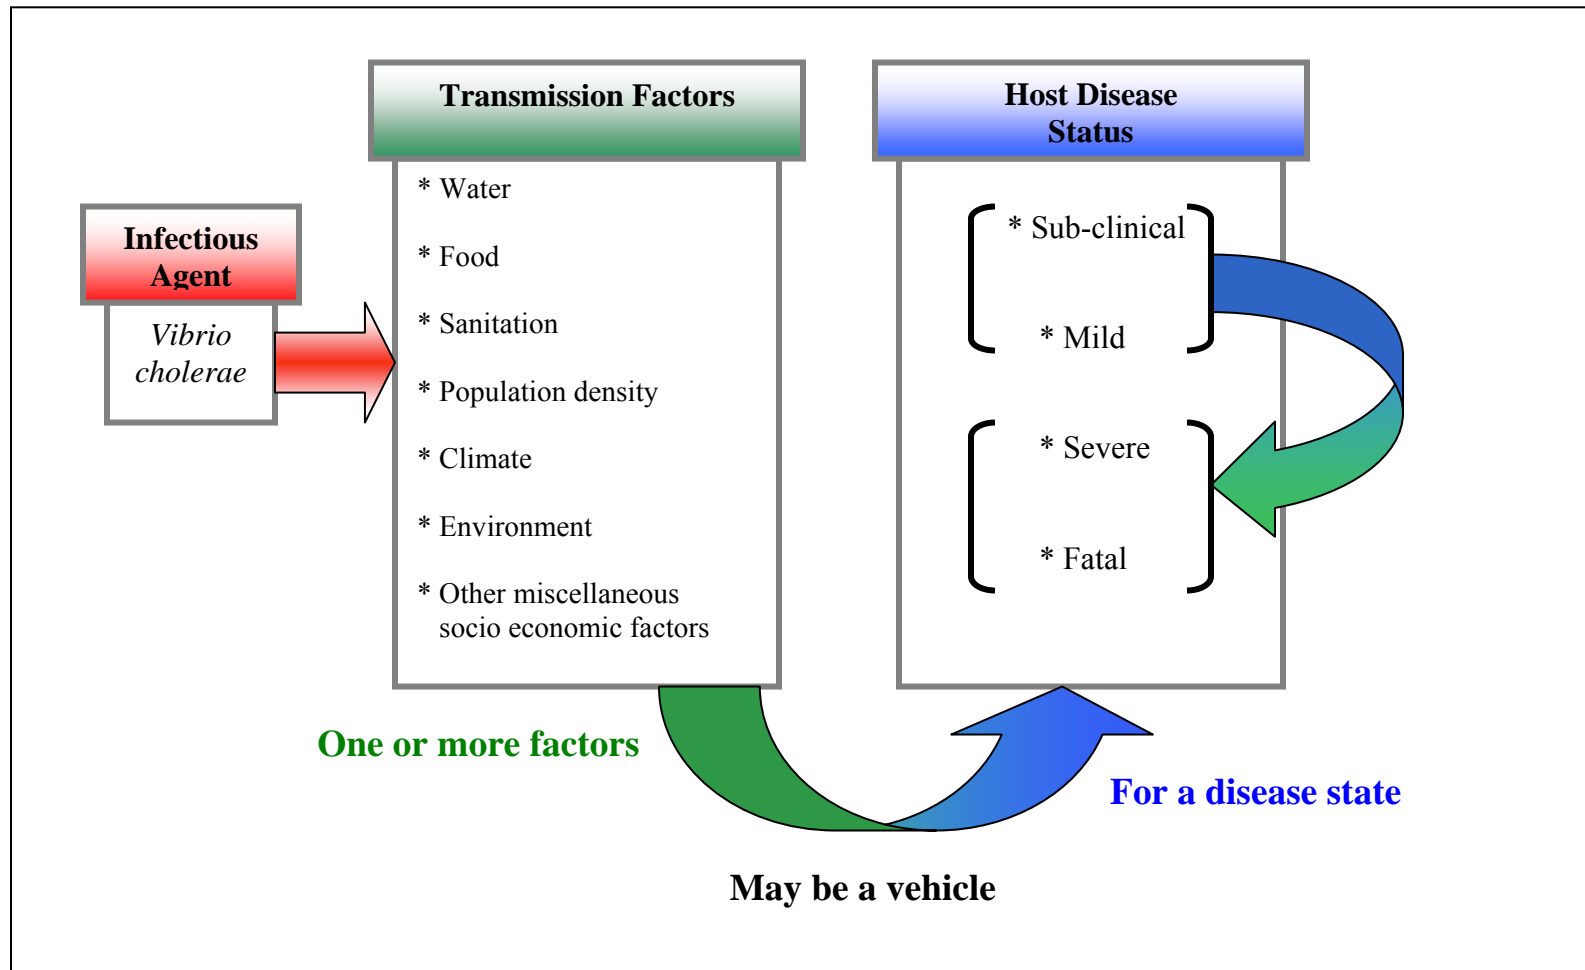 Infectious
Agent
Vibrio
cholerae
Transmission Factors
* Water
* Food
* Sanitation
* Population density
* Climate
* Environment
* Other miscellaneous
socio economic factors
Host Disease
Status
* Sub-clinical
* Mild
* Severe
* Fatal
One or more factors
May be a vehicle
For a disease state